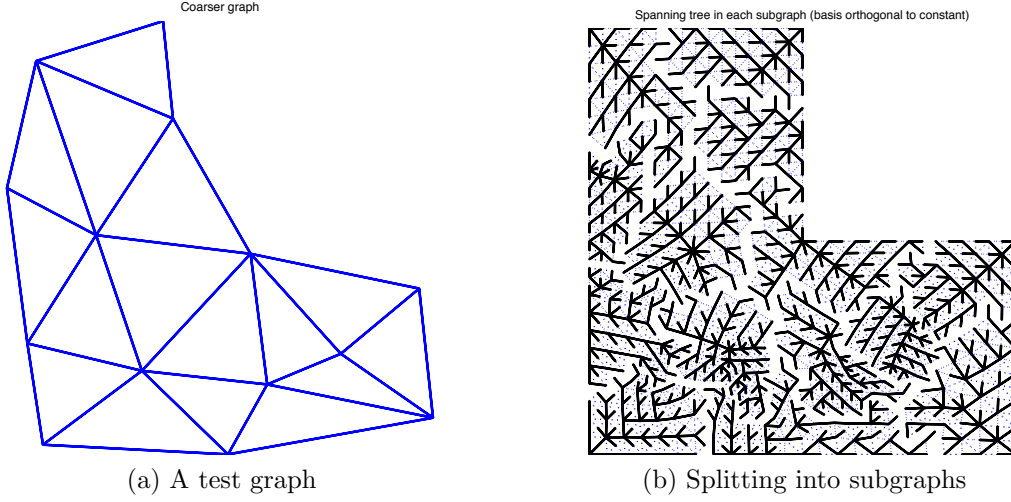 Coarser graph
Spanning tree in each subgraph (basis orthogonal to constant)
(a) A test graph
(b) Splitting into subgraphs